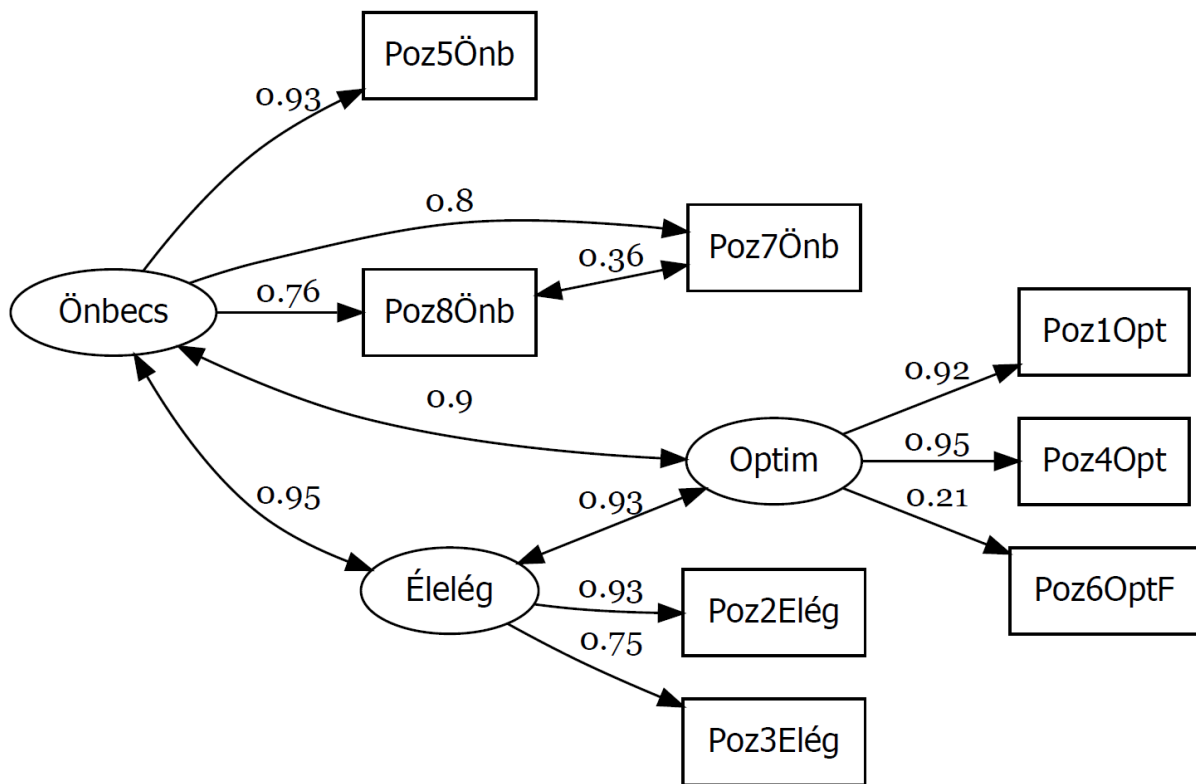 Poz5Önb
0.93
0.8
Poz7Önb
0.36
Önbecs
0.76
Poz8Önb
Poz1Opt
0.92
0.9
Optim
0.95
Poz4Opt
0.21
0.95
0.93
Élelég
0.93
Poz2Elég
Poz6OptF
0.75
Poz3Elég